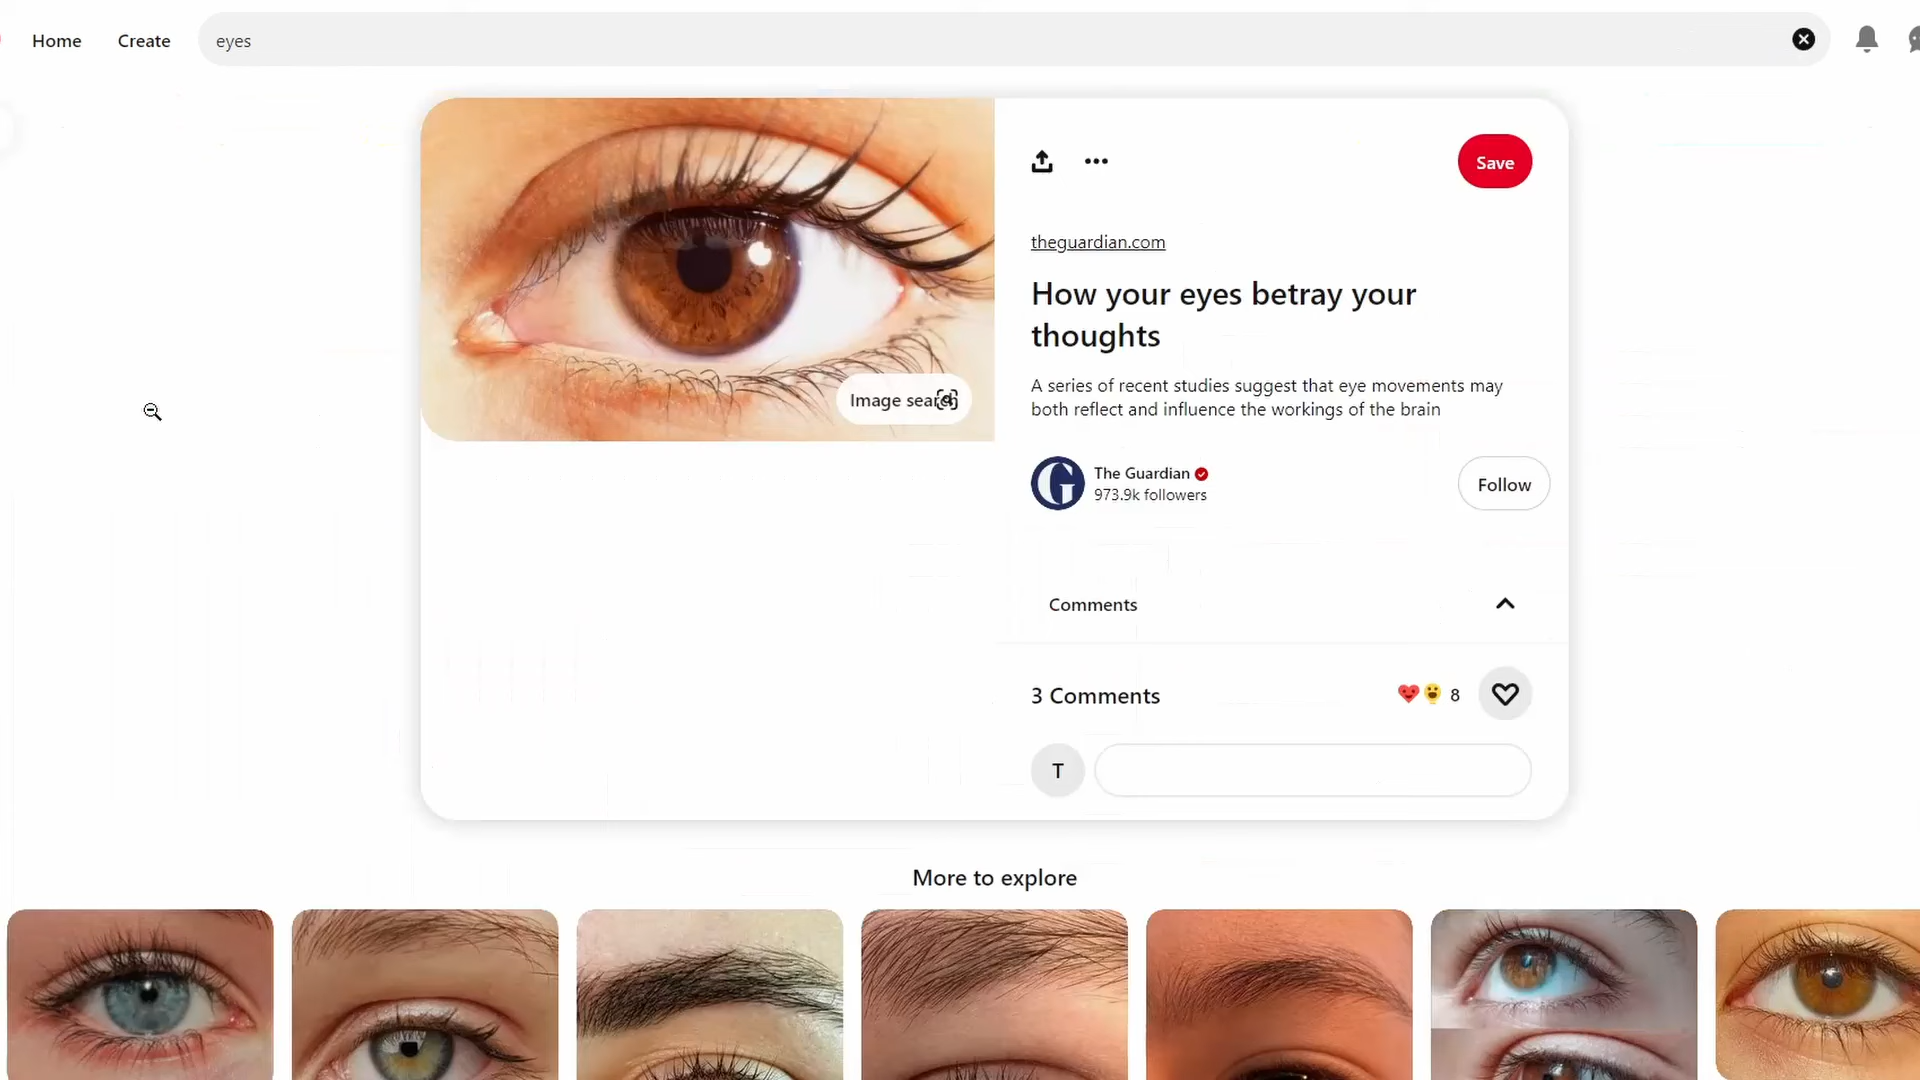 Home
Create
eyes
Save
theguardian.com
How your eyes betray your
thoughts
A series of recent studies suggest that eye movements may
both reflect and influence the workings of the brain
Image search
G
The Guardian
973.9k followers
Follow
Comments
3 Comments
8
T
More to explore